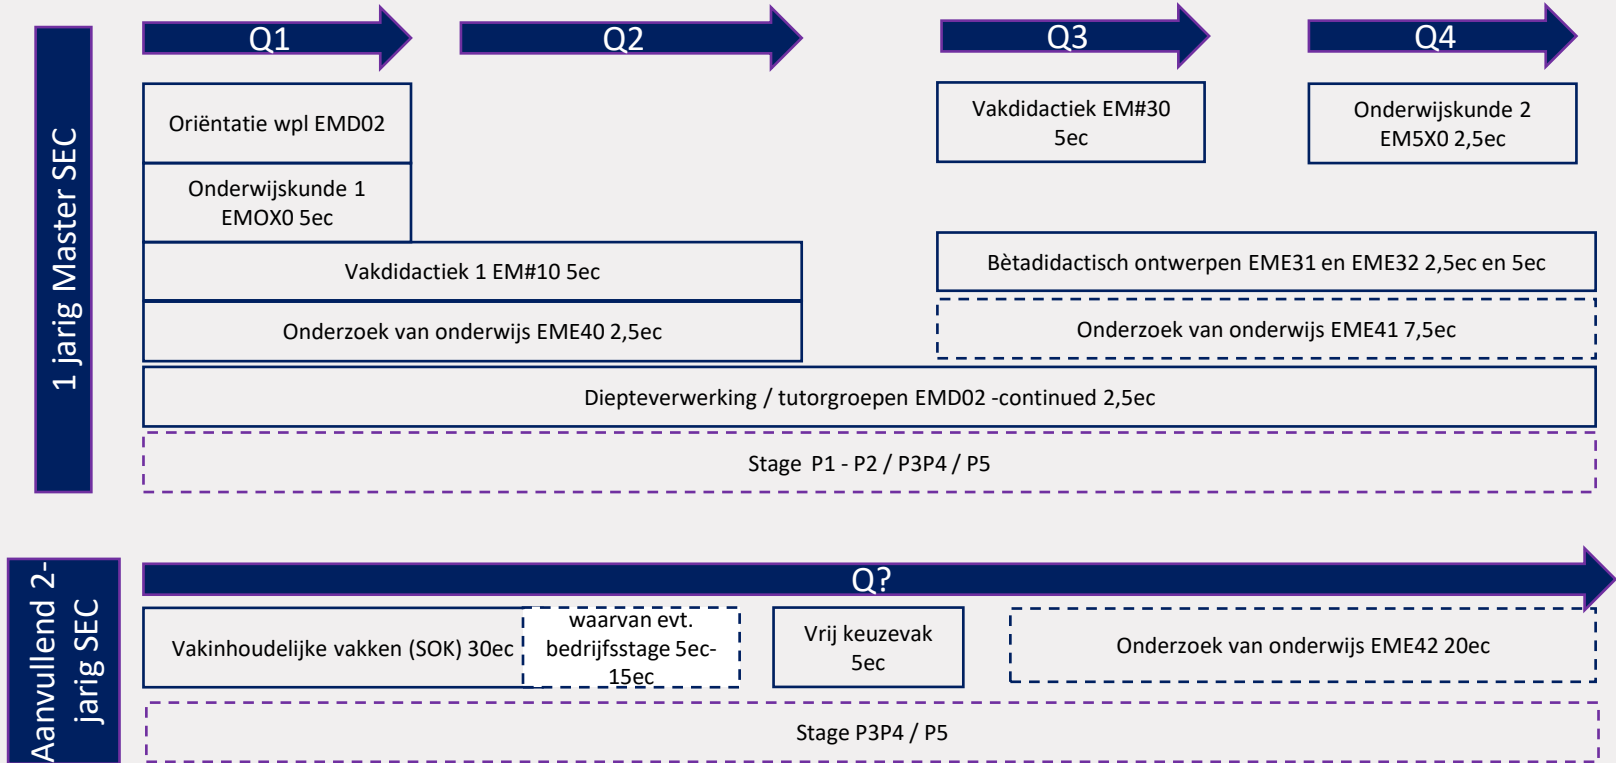 1 jarig Master SEC
Q1
Q2
Q3
Q4
Oriëntatie wpl EMD02
Vakdidactiek EM#30
5ec
Onderwijskunde 2
EM5X0 2,5ec
Onderwijskunde 1
EMOX0 5ec
Vakdidactiek 1 EM#10 5ec
Bètadidactisch ontwerpen EME31 en EME32 2,5ec en 5ec
Onderzoek van onderwijs EME40 2,5ec
Onderzoek van onderwijs EME41 7,5ec
Diepteverwerking / tutorgroepen EMD02 -continued 2,5ec
Stage P1 - P2 / P3P4 / P5
Aanvullend 2-
jarig SEC
Q?
Vakinhoudelijke vakken (SOK) 30ec
waarvan evt.
bedrijfsstage 5ec-
15ec
Vrij keuzevak
5ec
Onderzoek van onderwijs EME42 20ec
Stage P3P4 / P5